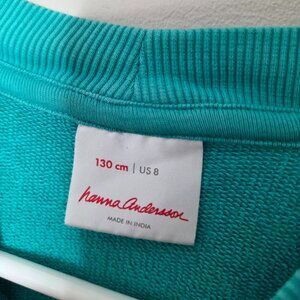 130 cm | US 8
hanna andersson
MADE IN INDIA